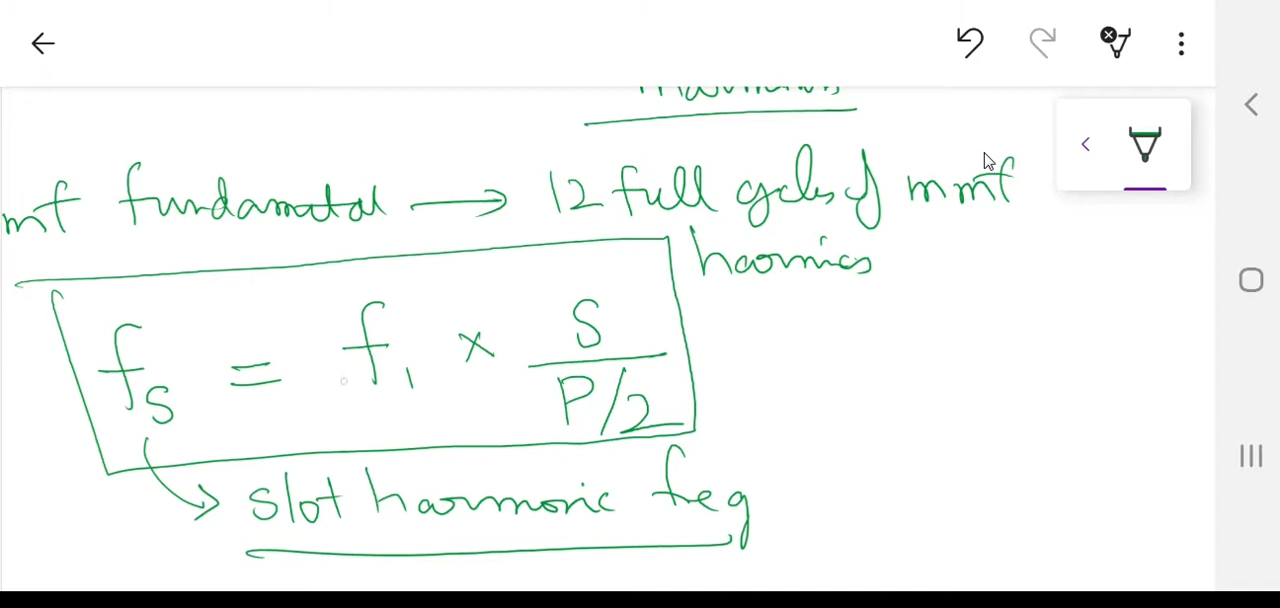 mf fundamental → 12 full cycles of mmf
harmonics
fs = f1 × S / P/2
slot harmonic freq